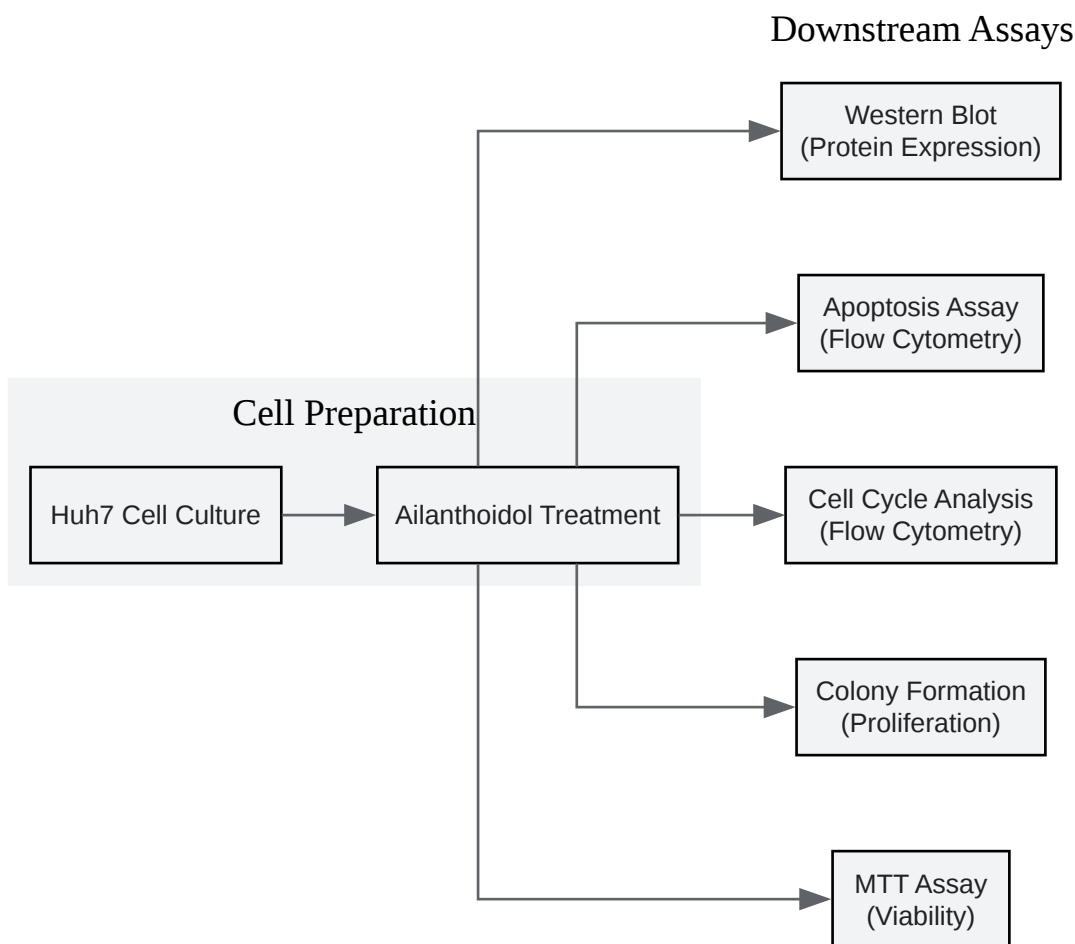 Downstream Assays
Western Blot
(Protein Expression)
Apoptosis Assay
(Flow Cytometry)
Cell Preparation
Huh7 Cell Culture
Ailanthoidol Treatment
Cell Cycle Analysis
(Flow Cytometry)
Colony Formation
(Proliferation)
MTT Assay
(Viability)